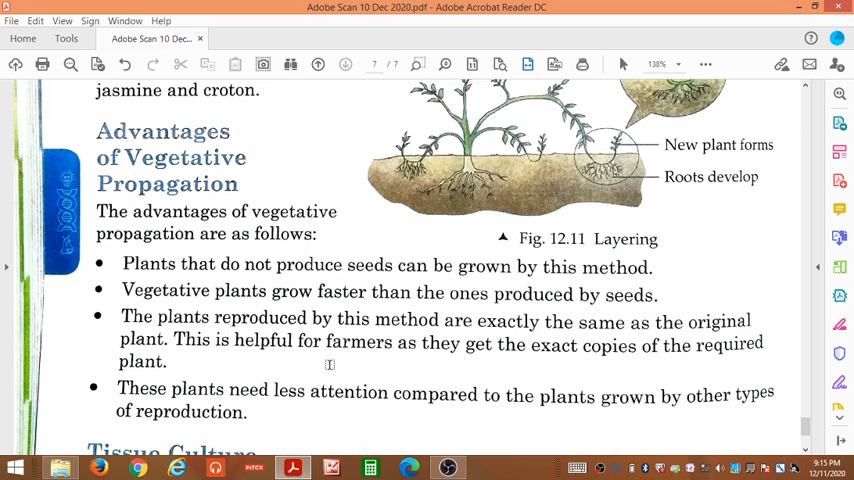 Adobe Scan 10 Dec 2020.pdf - Adobe Acrobat Reader DC
File Edit View Sign Window Help
Home Tools Adobe Scan 10 Dec... ×
7 / 7 138%
jasmine and croton.
Advantages
of Vegetative
Propagation
The advantages of vegetative
propagation are as follows:
New plant forms
Roots develop
Fig. 12.11 Layering
• Plants that do not produce seeds can be grown by this method.
• Vegetative plants grow faster than the ones produced by seeds.
• The plants reproduced by this method are exactly the same as the original
plant. This is helpful for farmers as they get the exact copies of the required
plant.
• These plants need less attention compared to the plants grown by other types
of reproduction.
Tissue Culture
INTEX
9:15 PM
12/11/2020